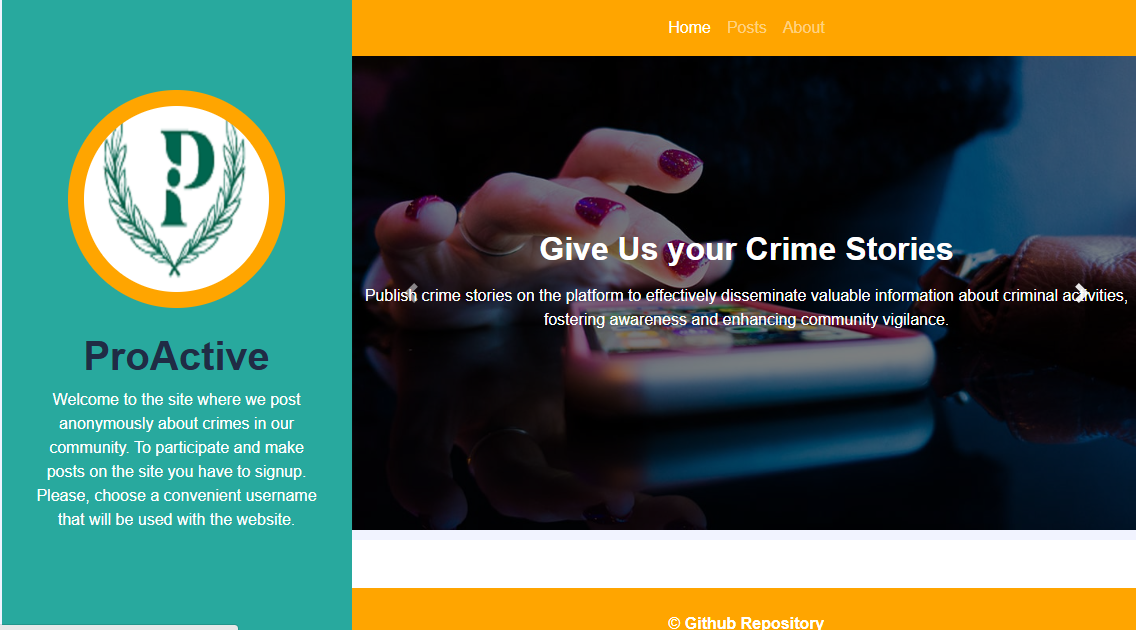 Home Posts About
P
ProActive
Welcome to the site where we post
anonymously about crimes in our
community. To participate and make
posts on the site you have to signup.
Please, choose a convenient username
that will be used with the website.
Give Us your Crime Stories
Publish crime stories on the platform to effectively disseminate valuable information about criminal activities,
fostering awareness and enhancing community vigilance.
© Github Repository